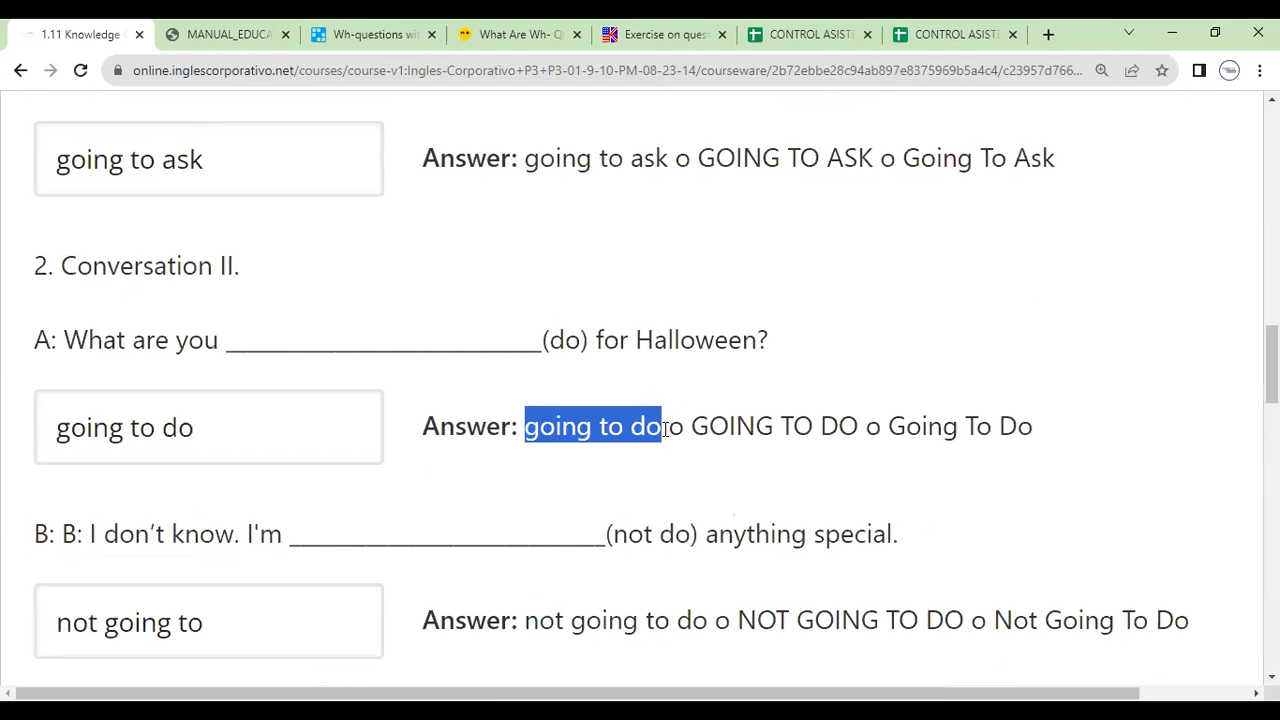 1.11 Knowledge
MANUAL_EDUCA
Wh-questions wi
What Are Wh- Q
Exercise on ques
CONTROL ASIST
CONTROL ASIST
online.inglescorporativo.net/courses/course-v1:Ingles-Corporativo+P3+P3-01-9-10-PM-08-23-14/courseware/2b72ebbe28c94ab897e8375969b5a4c4/c23957d766...
going to ask
Answer: going to ask o GOING TO ASK o Going To Ask
2. Conversation II.
A: What are you ________________________(do) for Halloween?
going to do
Answer: going to do o GOING TO DO o Going To Do
B: B: I don’t know. I'm ________________________(not do) anything special.
not going to
Answer: not going to do o NOT GOING TO DO o Not Going To Do